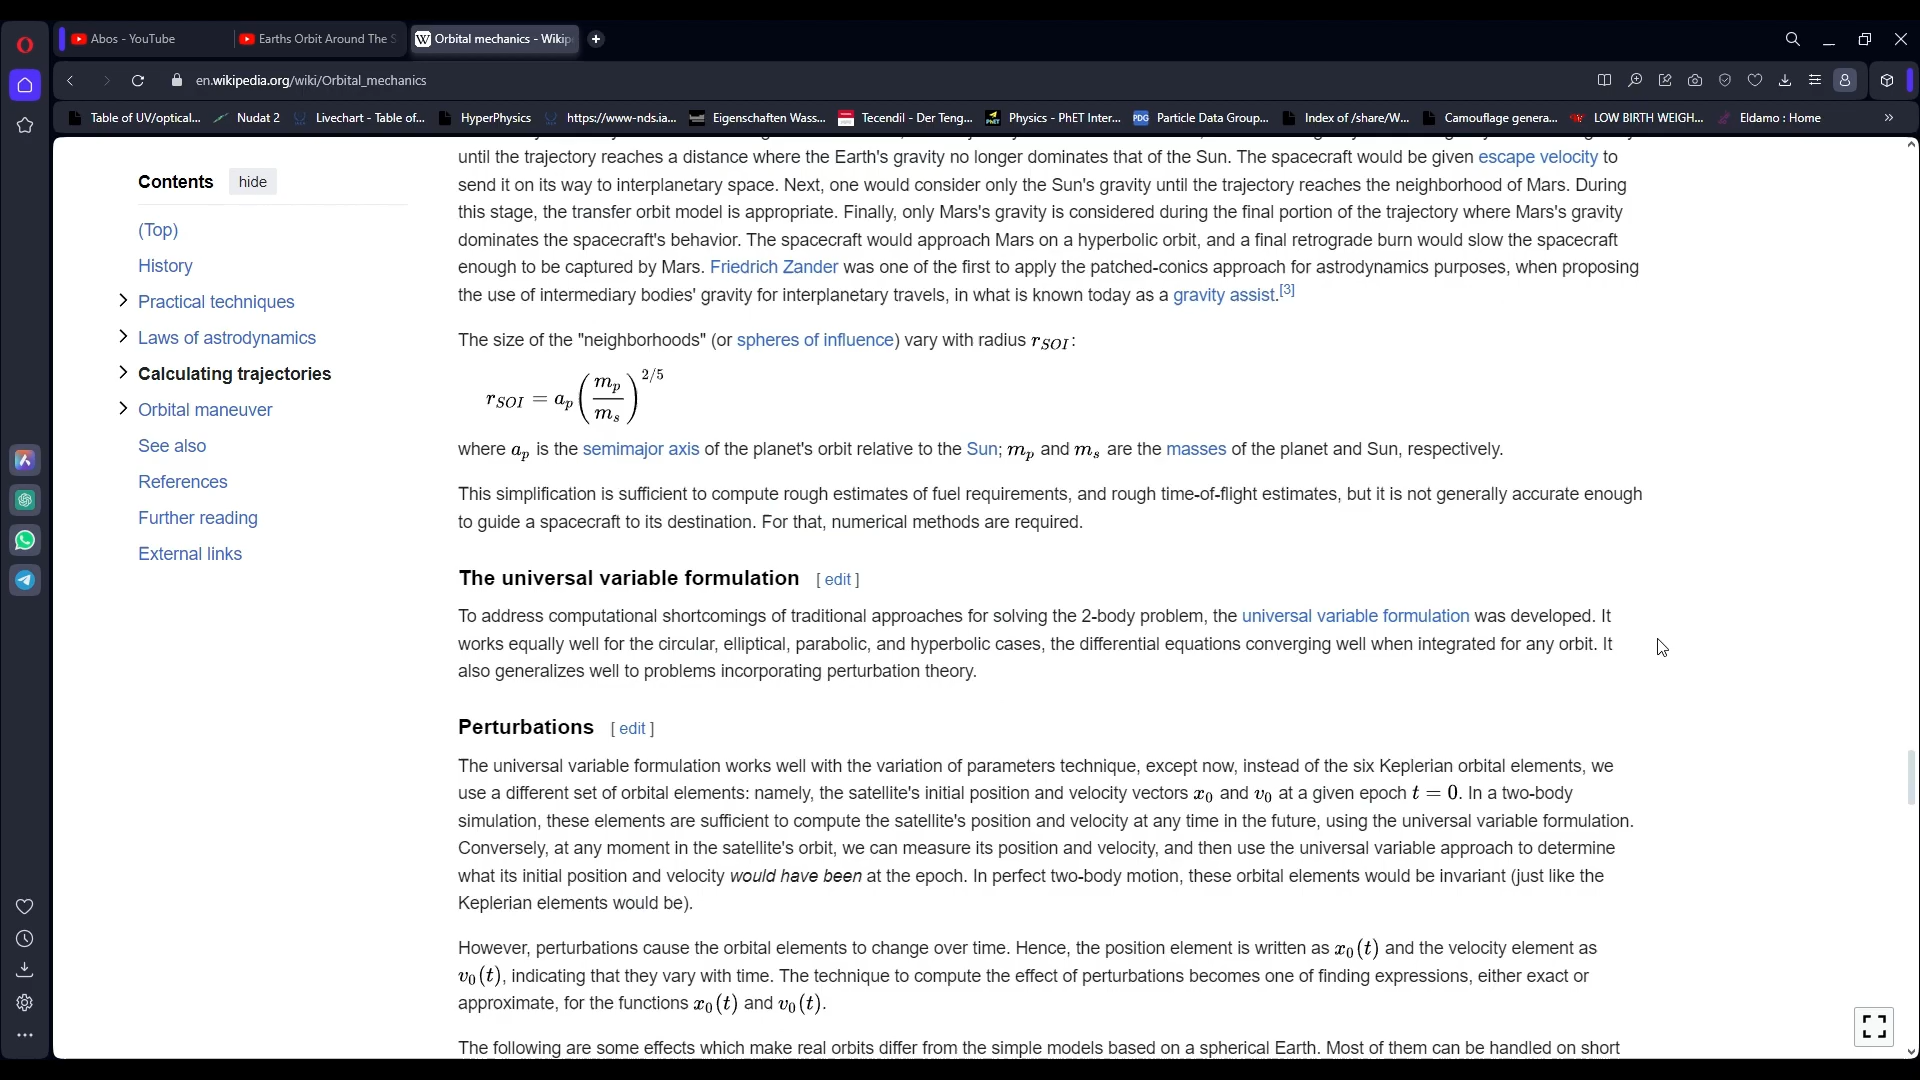 Abos - YouTube
Earths Orbit Around The S
Orbital mechanics - Wikip
en.wikipedia.org/wiki/Orbital_mechanics
Table of UV/optical...
Nudat 2
Livechart - Table of...
HyperPhysics
https://www-nds.ia...
Eigenschaften Wass...
Tecendil - Der Teng...
Physics - PhET Inter...
PDG Particle Data Group...
Index of /share/W...
Camouflage genera...
LOW BIRTH WEIGH...
Eldamo : Home
Contents hide
(Top)
History
Practical techniques
Laws of astrodynamics
Calculating trajectories
Orbital maneuver
See also
References
Further reading
External links
until the trajectory reaches a distance where the Earth's gravity no longer dominates that of the Sun. The spacecraft would be given escape velocity to
send it on its way to interplanetary space. Next, one would consider only the Sun's gravity until the trajectory reaches the neighborhood of Mars. During
this stage, the transfer orbit model is appropriate. Finally, only Mars's gravity is considered during the final portion of the trajectory where Mars's gravity
dominates the spacecraft's behavior. The spacecraft would approach Mars on a hyperbolic orbit, and a final retrograde burn would slow the spacecraft
enough to be captured by Mars. Friedrich Zander was one of the first to apply the patched-conics approach for astrodynamics purposes, when proposing
the use of intermediary bodies' gravity for interplanetary travels, in what is known today as a gravity assist.[3]
The size of the "neighborhoods" (or spheres of influence) vary with radius r_SOI:
r_SOI = a_p (m_p/m_s)^2/5
where a_p is the semimajor axis of the planet's orbit relative to the Sun; m_p and m_s are the masses of the planet and Sun, respectively.
This simplification is sufficient to compute rough estimates of fuel requirements, and rough time-of-flight estimates, but it is not generally accurate enough
to guide a spacecraft to its destination. For that, numerical methods are required.
The universal variable formulation [ edit ]
To address computational shortcomings of traditional approaches for solving the 2-body problem, the universal variable formulation was developed. It
works equally well for the circular, elliptical, parabolic, and hyperbolic cases, the differential equations converging well when integrated for any orbit. It
also generalizes well to problems incorporating perturbation theory.
Perturbations [ edit ]
The universal variable formulation works well with the variation of parameters technique, except now, instead of the six Keplerian orbital elements, we
use a different set of orbital elements: namely, the satellite's initial position and velocity vectors x₀ and v₀ at a given epoch t = 0. In a two-body
simulation, these elements are sufficient to compute the satellite's position and velocity at any time in the future, using the universal variable formulation.
Conversely, at any moment in the satellite's orbit, we can measure its position and velocity, and then use the universal variable approach to determine
what its initial position and velocity would have been at the epoch. In perfect two-body motion, these orbital elements would be invariant (just like the
Keplerian elements would be).
However, perturbations cause the orbital elements to change over time. Hence, the position element is written as x₀(t) and the velocity element as
v₀(t), indicating that they vary with time. The technique to compute the effect of perturbations becomes one of finding expressions, either exact or
approximate, for the functions x₀(t) and v₀(t).
The following are some effects which make real orbits differ from the simple models based on a spherical Earth. Most of them can be handled on short